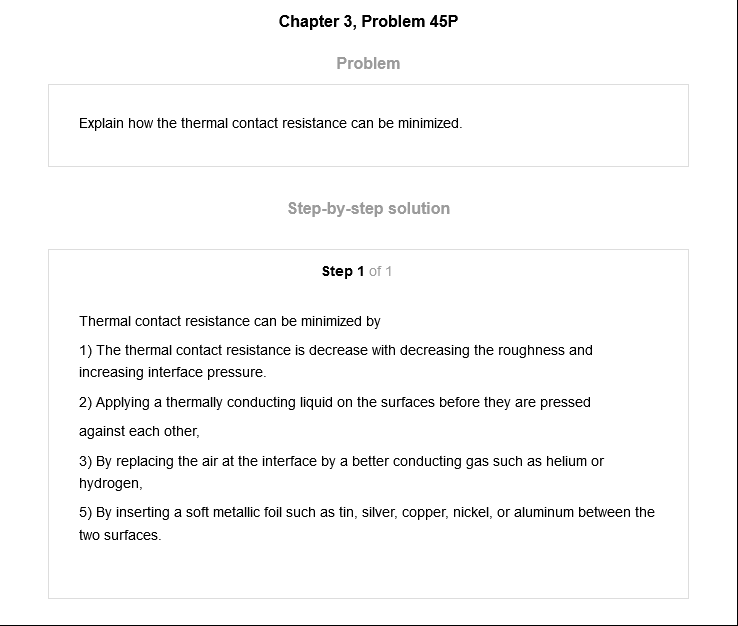 Chapter 3, Problem 45P
Problem
Explain how the thermal contact resistance can be minimized.
Step-by-step solution
Step 1 of 1
Thermal contact resistance can be minimized by
1) The thermal contact resistance is decrease with decreasing the roughness and
increasing interface pressure.
2) Applying a thermally conducting liquid on the surfaces before they are pressed
against each other,
3) By replacing the air at the interface by a better conducting gas such as helium or
hydrogen,
5) By inserting a soft metallic foil such as tin, silver, copper, nickel, or aluminum between the
two surfaces.